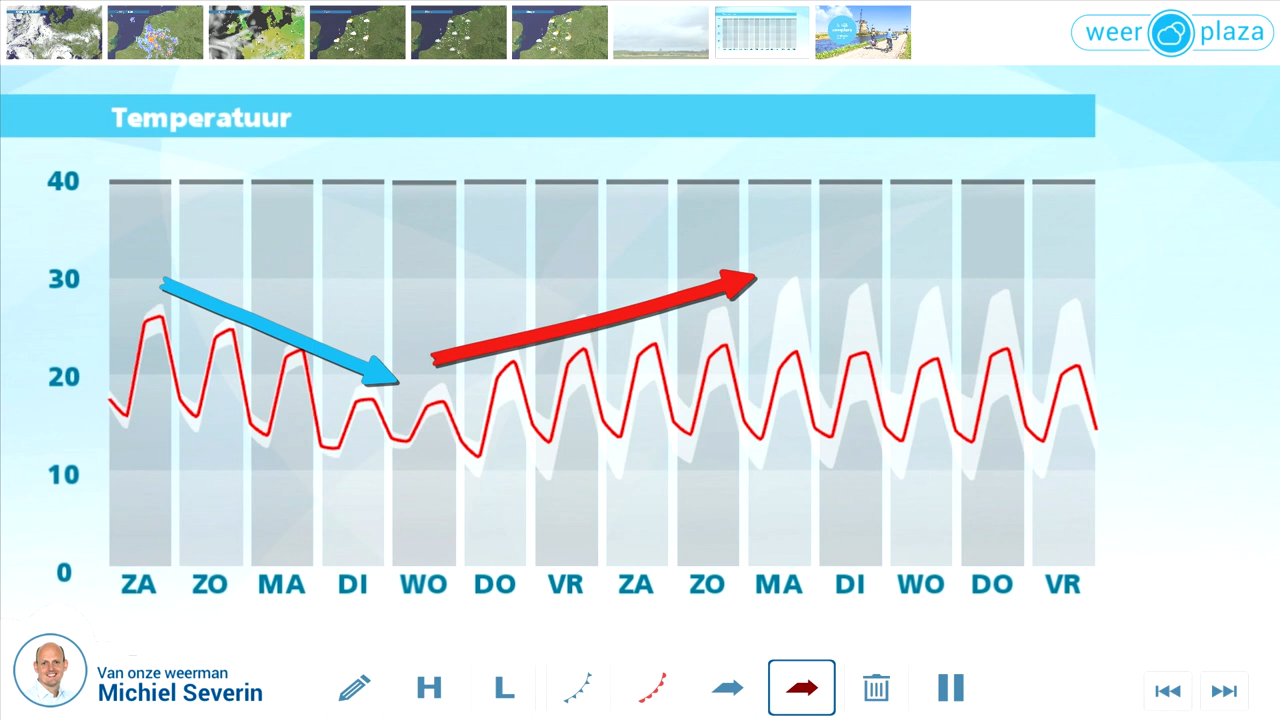 weer plaza
Temperatuur
40
30
20
10
0
ZA ZO MA DI WO DO VR ZA ZO MA DI WO DO VR
Van onze weerman
Michiel Severin
H L